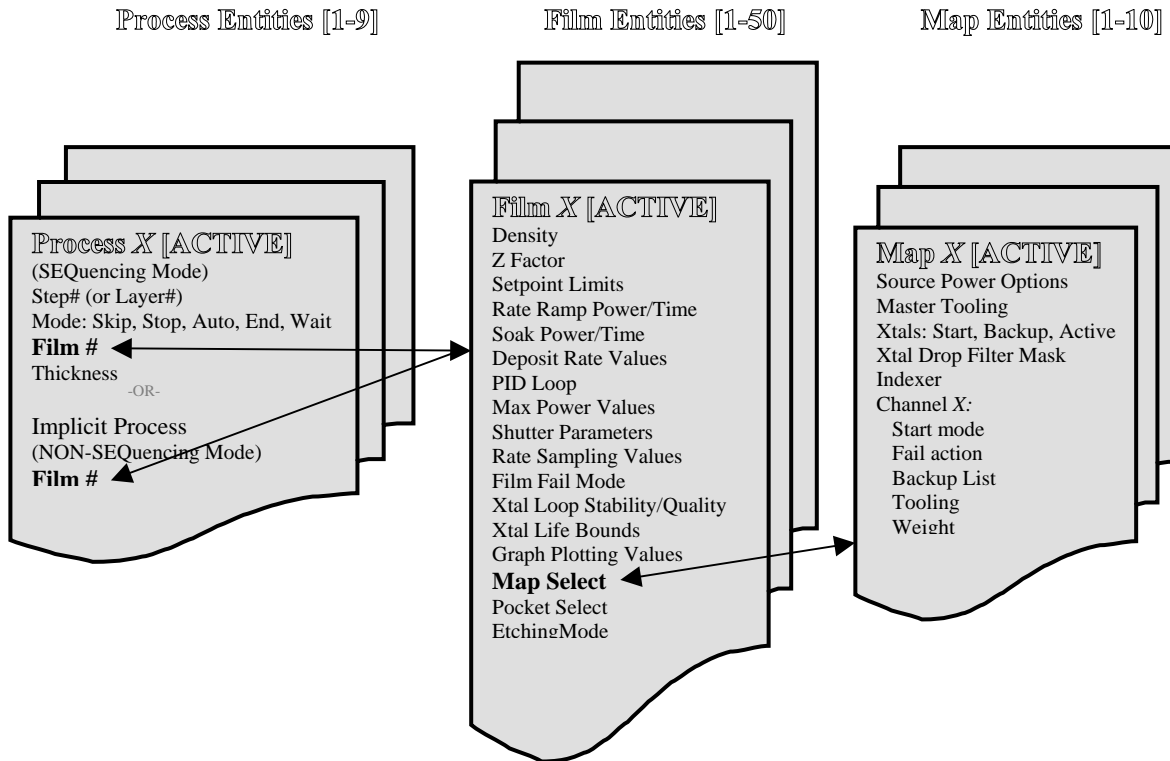 Process Entities [1-9]
Film Entities [1-50]
Map Entities [1-10]
Process X [ACTIVE]
(SEQuencing Mode)
Step# (or Layer#)
Mode: Skip, Stop, Auto, End, Wait
Film #
Thickness
-OR-
Implicit Process
(NON-SEQuencing Mode)
Film #
Film X [ACTIVE]
Density
Z Factor
Setpoint Limits
Rate Ramp Power/Time
Soak Power/Time
Deposit Rate Values
PID Loop
Max Power Values
Shutter Parameters
Rate Sampling Values
Film Fail Mode
Xtal Loop Stability/Quality
Xtal Life Bounds
Graph Plotting Values
Map Select
Pocket Select
EtchingMode
Map X [ACTIVE]
Source Power Options
Master Tooling
Xtals: Start, Backup, Active
Xtal Drop Filter Mask
Indexer
Channel X:
Start mode
Fail action
Backup List
Tooling
Weight